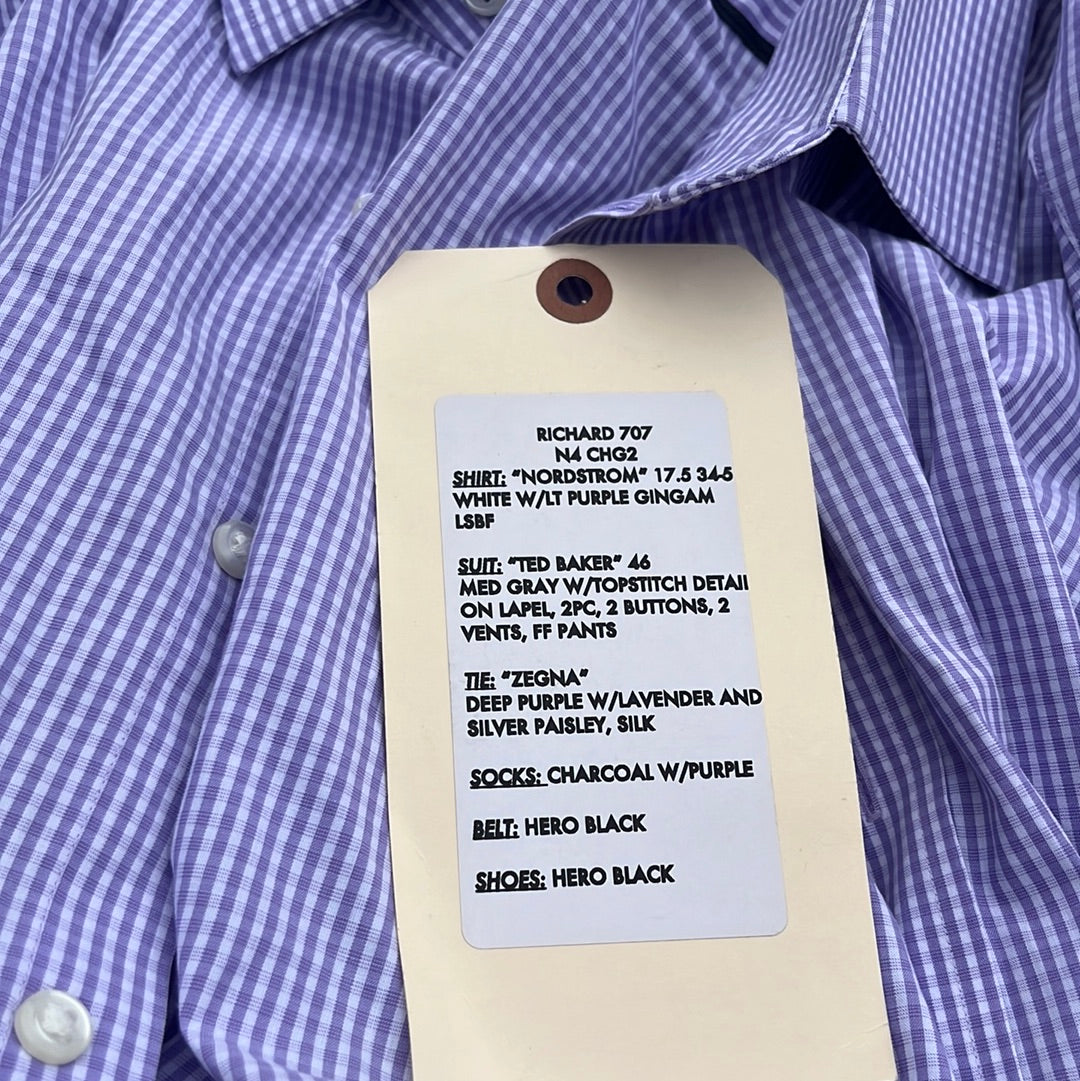 RICHARD 707
N4 CHG2
SHIRT: "NORDSTROM" 17.5 34-5
WHITE W/LT PURPLE GINGAM
LSBF
SUIT: "TED BAKER" 46
MED GRAY W/TOPSTITCH DETAIL
ON LAPEL, 2PC, 2 BUTTONS, 2
VENTS, FF PANTS
TIE: "ZEGNA"
DEEP PURPLE W/LAVENDER AND
SILVER PAISLEY, SILK
SOCKS: CHARCOAL W/PURPLE
BELT: HERO BLACK
SHOES: HERO BLACK